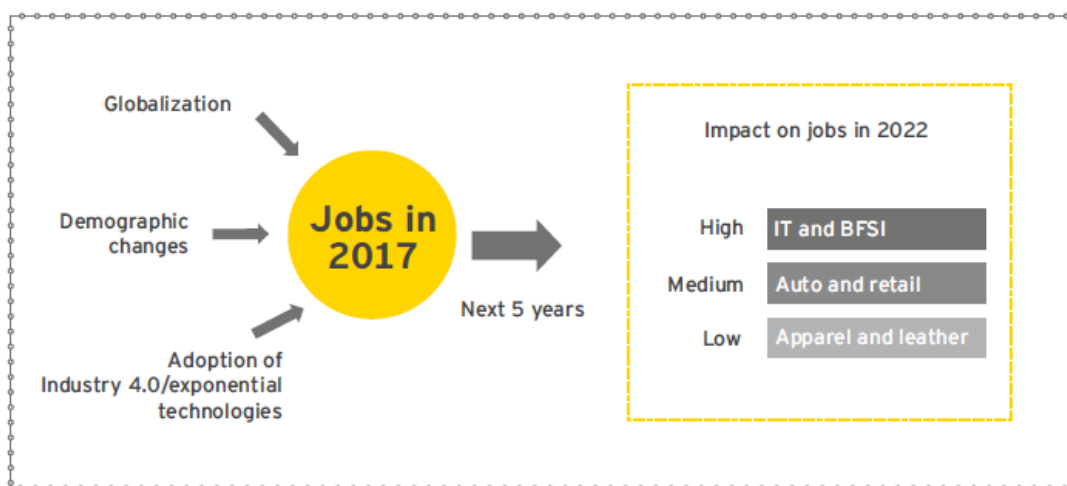 Globalization
Demographic
changes
Adoption of
Industry 4.0/exponential
technologies
Jobs in
2017
Next 5 years
Impact on jobs in 2022
High IT and BFSI
Medium Auto and retail
Low Apparel and leather